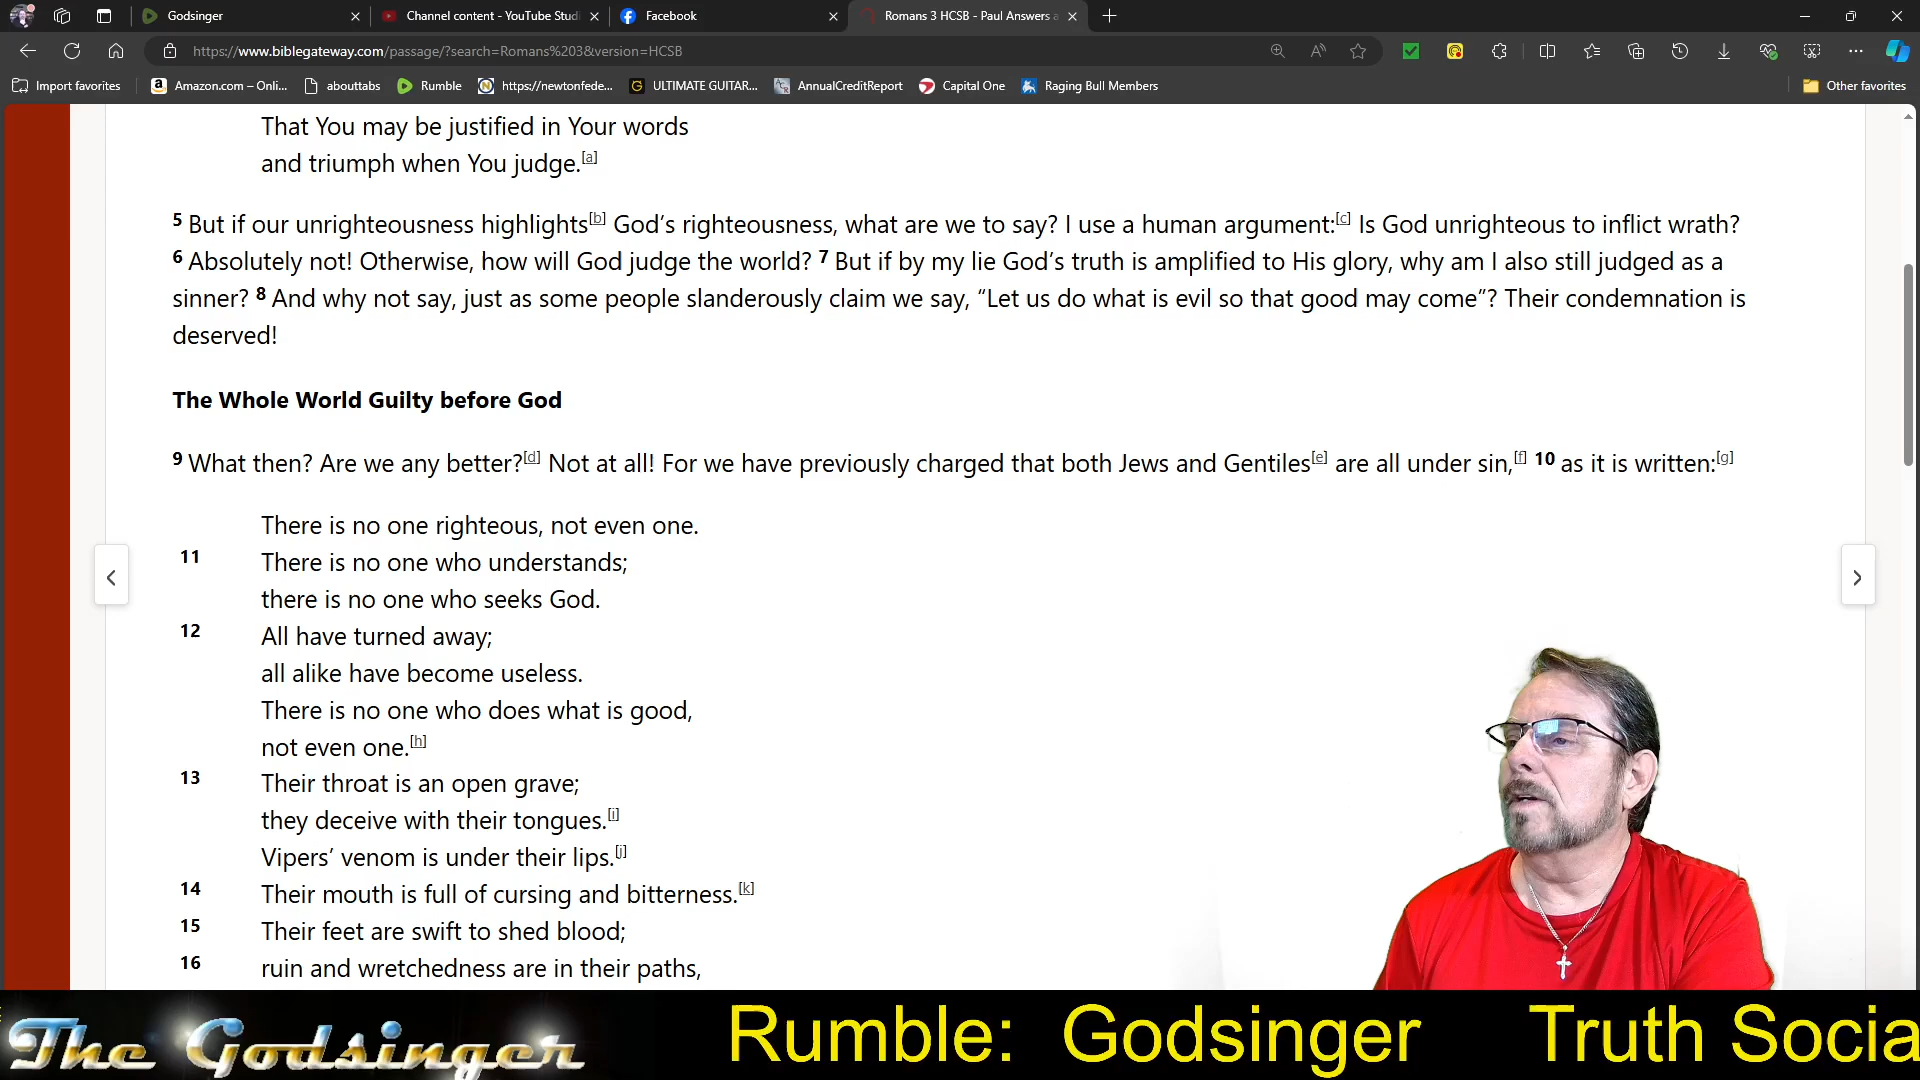 Godsinger
Channel content - YouTube Studi
Facebook
Romans 3 HCSB - Paul Answers a
https://www.biblegateway.com/passage/?search=Romans%203&version=HCSB
Import favorites
Amazon.com – Onli...
abouttabs
Rumble
https://newtonfede...
ULTIMATE GUITAR...
AnnualCreditReport
Capital One
Raging Bull Members
Other favorites
That You may be justified in Your words
and triumph when You judge.[a]
5 But if our unrighteousness highlights[b] God’s righteousness, what are we to say? I use a human argument:[c] Is God unrighteous to inflict wrath?
6 Absolutely not! Otherwise, how will God judge the world? 7 But if by my lie God’s truth is amplified to His glory, why am I also still judged as a
sinner? 8 And why not say, just as some people slanderously claim we say, “Let us do what is evil so that good may come”? Their condemnation is
deserved!
The Whole World Guilty before God
9 What then? Are we any better?[d] Not at all! For we have previously charged that both Jews and Gentiles[e] are all under sin,[f] 10 as it is written:[g]
There is no one righteous, not even one.
11 There is no one who understands;
there is no one who seeks God.
12 All have turned away;
all alike have become useless.
There is no one who does what is good,
not even one.[h]
13 Their throat is an open grave;
they deceive with their tongues.[i]
Vipers’ venom is under their lips.[j]
14 Their mouth is full of cursing and bitterness.[k]
15 Their feet are swift to shed blood;
16 ruin and wretchedness are in their paths,
The Godsinger
Rumble: Godsinger Truth Socia